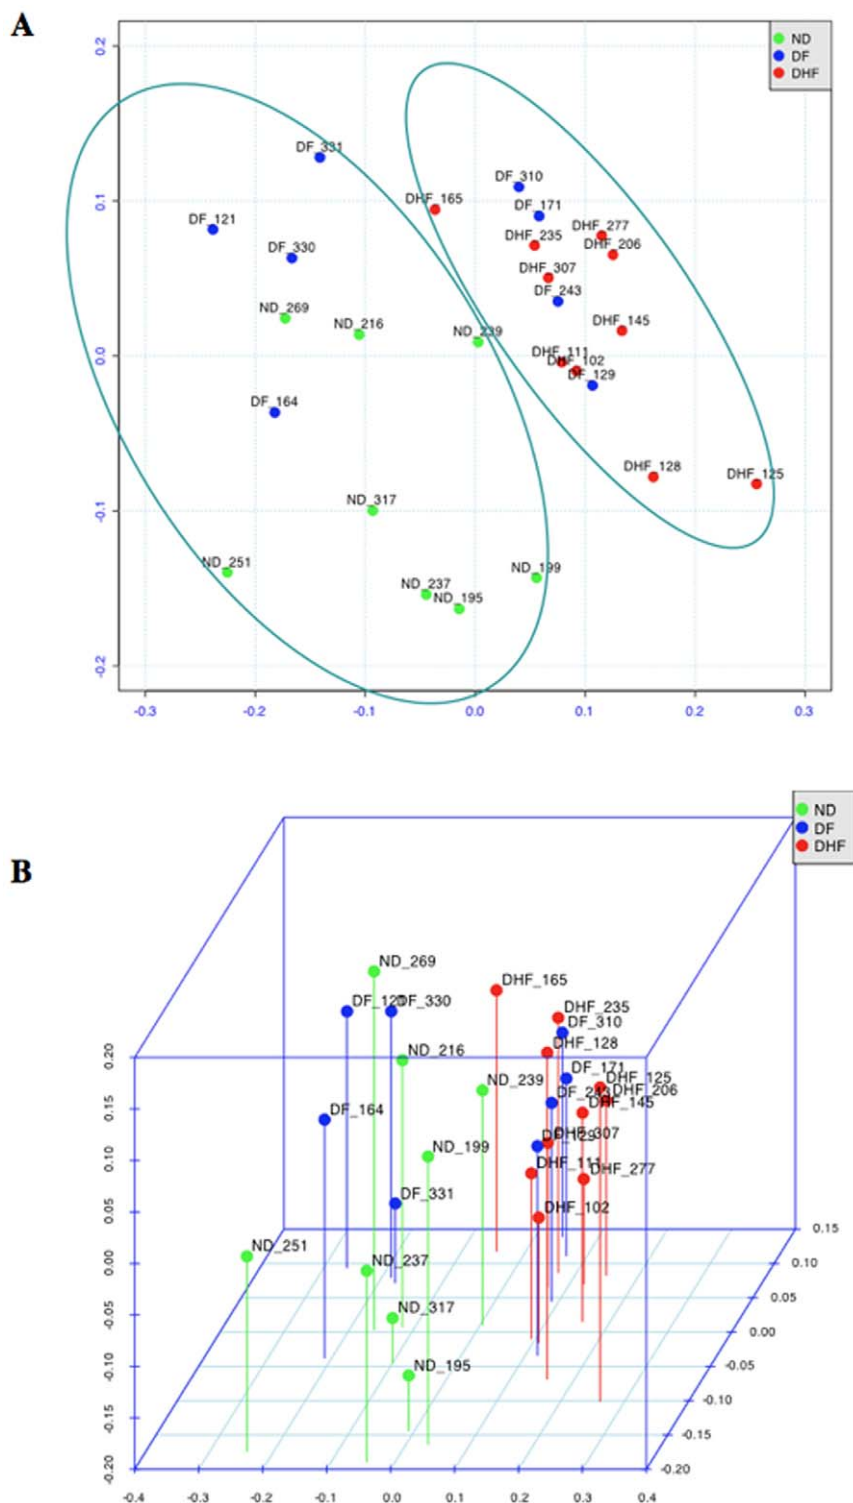 A
ND
DF
DHF
0.2
DF_331
DHF_165
DF_310
0.1
DF_121
DF_171
DHF_277
DHF_235
DHF_206
DF_330
DHF_307
ND_269
DF_243
ND_216
ND_239
DHF_145
0.0
DHF_111
DHF_102
DF_129
DF_164
DHF_128
DHF_125
ND_317
-0.1
ND_251
ND_199
ND_237
ND_195
-0.2
-0.3 -0.2 -0.1 0.0 0.1 0.2 0.3
B
ND
DF
DHF
ND_269
DHF_165
DF_121
DF_330
DHF_235
DF_310
0.20
ND_216
DHF_128
DF_171
DHF_125
ND_239
DF_243
DHF_206
DHF_145
0.15
DF_164
ND_199
DF_129
DHF_307
0.10
DHF_111
DHF_277
DF_331
DHF_102
0.05
0.15
ND_251
ND_237
0.00
0.10
0.05
ND_317
-0.05
0.00
ND_195
-0.10
-0.05
-0.10
-0.15
-0.15
-0.20
-0.20
-0.4 -0.3 -0.2 -0.1 0.0 0.1 0.2 0.3 0.4